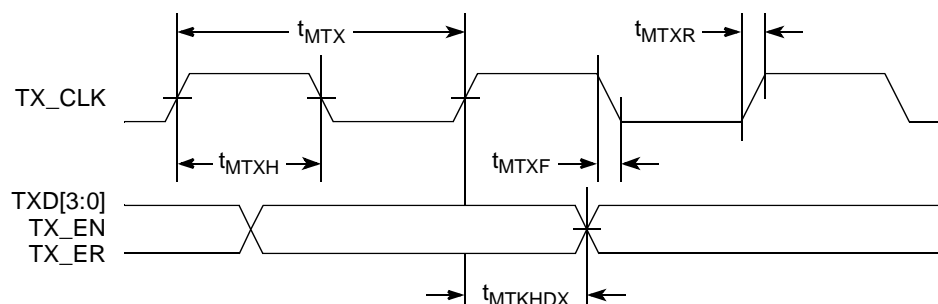 tMTX
tMTXR
TX_CLK
tMTXH
tMTXF
TXD[3:0]
TX_EN
TX_ER
tMTKHDX